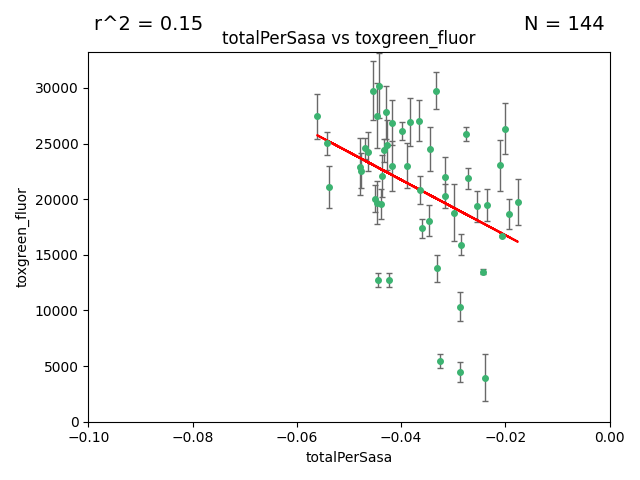 r^2 = 0.15
N = 144
totalPerSasa vs toxgreen_fluor
30000
25000
20000
15000
10000
5000
0
toxgreen_fluor
−0.10
−0.08
−0.06
−0.04
−0.02
0.00
totalPerSasa